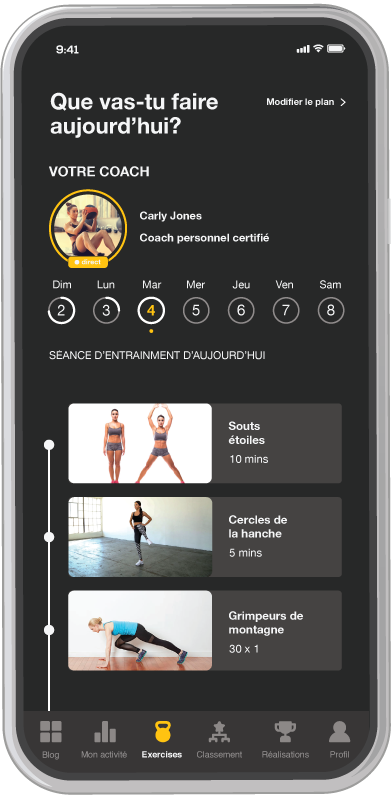 9:41
Que vas-tu faire
aujourd'hui?
Modifier le plan
VOTRE COACH
Carly Jones
Coach personnel certifié
direct
Dim Lun Mar Mer Jeu Ven Sam
2 3 4 5 6 7 8
SÉANCE D'ENTRAINMENT D'AUJOURD'HUI
Souts
étoiles
10 mins
Cercles de
la hanche
5 mins
Grimpeurs de
montagne
30 x 1
Blog Mon activité Exercises Classement Réalisations Profil